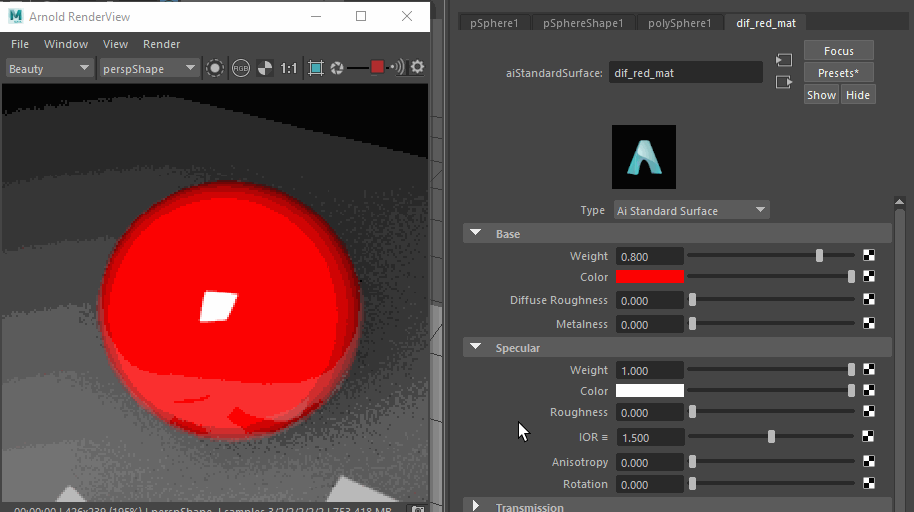 M Arnold RenderView
File Window View Render
Beauty perspShape RGB 1:1
00:00:00 | 426x239 (195%) | perspShape | samples 3/2/2/2/2/2 | 753.418 MB
pSphere1 pSphereShape1 polySphere1 dif_red_mat
aiStandardSurface: dif_red_mat
Focus
Presets*
Show Hide
Type Ai Standard Surface
Base
Weight 0.800
Color
Diffuse Roughness 0.000
Metalness 0.000
Specular
Weight 1.000
Color
Roughness 0.000
IOR ≡ 1.500
Anisotropy 0.000
Rotation 0.000
Transmission